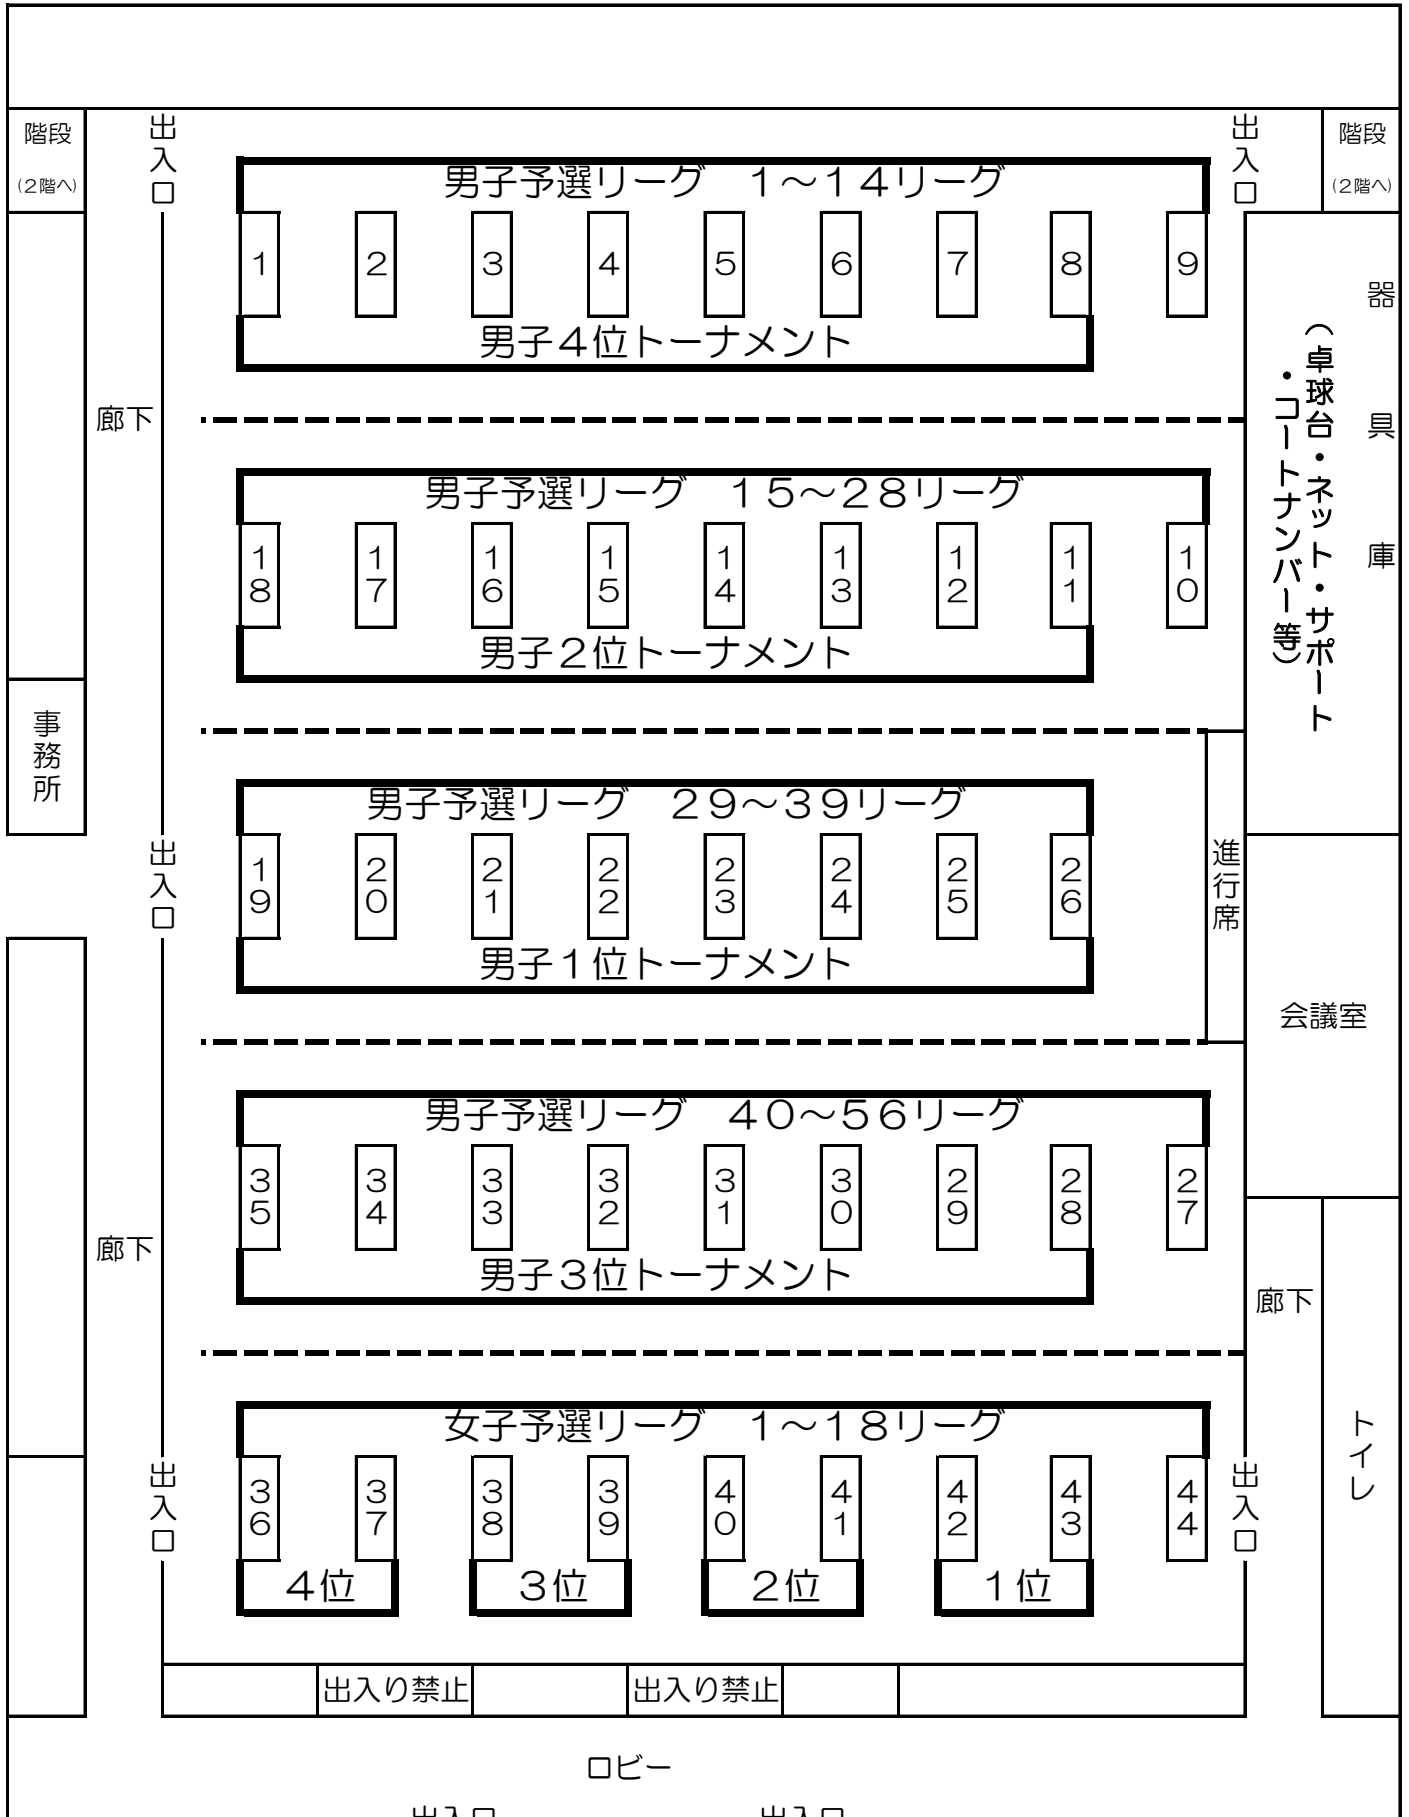 階段
(2階へ)
出入口
出入口
階段
(2階へ)
男子予選リーグ　1～14リーグ
1 2 3 4 5 6 7 8 9
男子4位トーナメント
器具庫
(卓球台・ネット・サポート
・コートナンバー等)
廊下
男子予選リーグ　15～28リーグ
18 17 16 15 14 13 12 11 10
男子2位トーナメント
事務所
男子予選リーグ　29～39リーグ
出入口
19 20 21 22 23 24 25 26
進行席
男子1位トーナメント
会議室
男子予選リーグ　40～56リーグ
35 34 33 32 31 30 29 28 27
廊下
男子3位トーナメント
廊下
女子予選リーグ　1～18リーグ
トイレ
出入口
36 37 38 39 40 41 42 43 44
出入口
4位 3位 2位 1位
出入り禁止 出入り禁止
ロビー
出入口 出入口